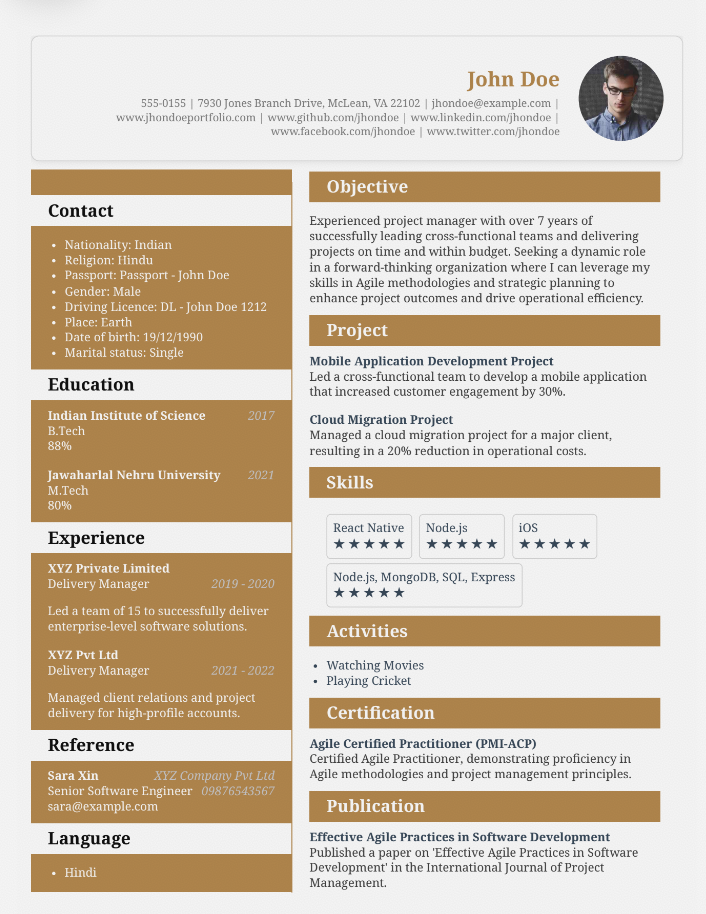 John Doe
555-0155 | 7930 Jones Branch Drive, McLean, VA 22102 | jhondoe@example.com |
www.jhondoeportfolio.com | www.github.com/jhondoe | www.linkedin.com/jhondoe |
www.facebook.com/jhondoe | www.twitter.com/jhondoe
Contact
• Nationality: Indian
• Religion: Hindu
• Passport: Passport - John Doe
• Gender: Male
• Driving Licence: DL - John Doe 1212
• Place: Earth
• Date of birth: 19/12/1990
• Marital status: Single
Education
Indian Institute of Science 2017
B.Tech
88%
Jawaharlal Nehru University 2021
M.Tech
80%
Experience
XYZ Private Limited
Delivery Manager 2019 - 2020
Led a team of 15 to successfully deliver
enterprise-level software solutions.
XYZ Pvt Ltd
Delivery Manager 2021 - 2022
Managed client relations and project
delivery for high-profile accounts.
Reference
Sara Xin XYZ Company Pvt Ltd
Senior Software Engineer 09876543567
sara@example.com
Language
• Hindi
Objective
Experienced project manager with over 7 years of
successfully leading cross-functional teams and delivering
projects on time and within budget. Seeking a dynamic role
in a forward-thinking organization where I can leverage my
skills in Agile methodologies and strategic planning to
enhance project outcomes and drive operational efficiency.
Project
Mobile Application Development Project
Led a cross-functional team to develop a mobile application
that increased customer engagement by 30%.
Cloud Migration Project
Managed a cloud migration project for a major client,
resulting in a 20% reduction in operational costs.
Skills
React Native Node.js iOS
★★★★★ ★★★★★ ★★★★★
Node.js, MongoDB, SQL, Express
★★★★★
Activities
• Watching Movies
• Playing Cricket
Certification
Agile Certified Practitioner (PMI-ACP)
Certified Agile Practitioner, demonstrating proficiency in
Agile methodologies and project management principles.
Publication
Effective Agile Practices in Software Development
Published a paper on 'Effective Agile Practices in Software
Development' in the International Journal of Project
Management.